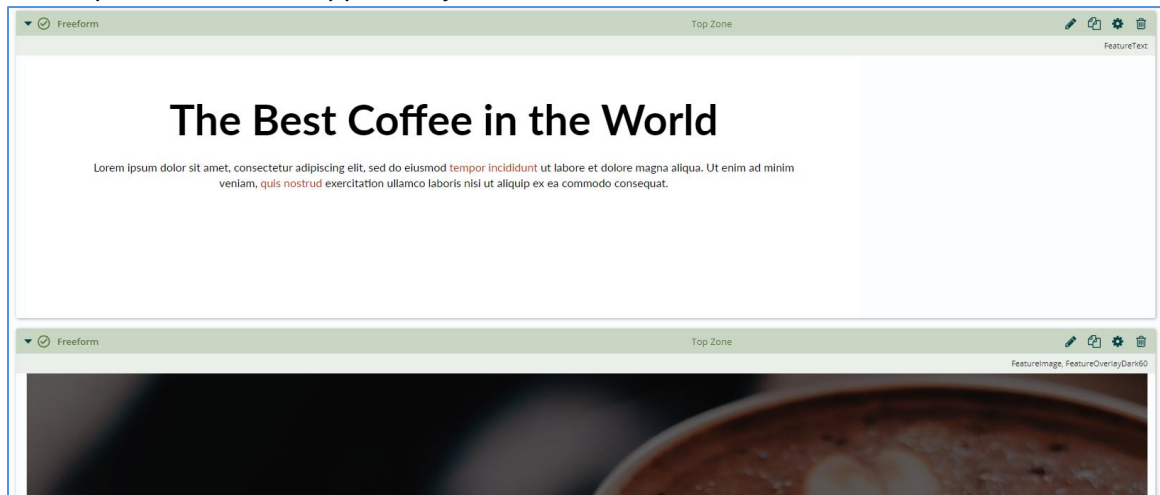 Freeform Top Zone
FeatureText
The Best Coffee in the World
Lorem ipsum dolor sit amet, consectetur adipiscing elit, sed do eiusmod tempor incididunt ut labore et dolore magna aliqua. Ut enim ad minim
veniam, quis nostrud exercitation ullamco laboris nisi ut aliquip ex ea commodo consequat.
Freeform Top Zone
FeatureImage, FeatureOverlayDark60